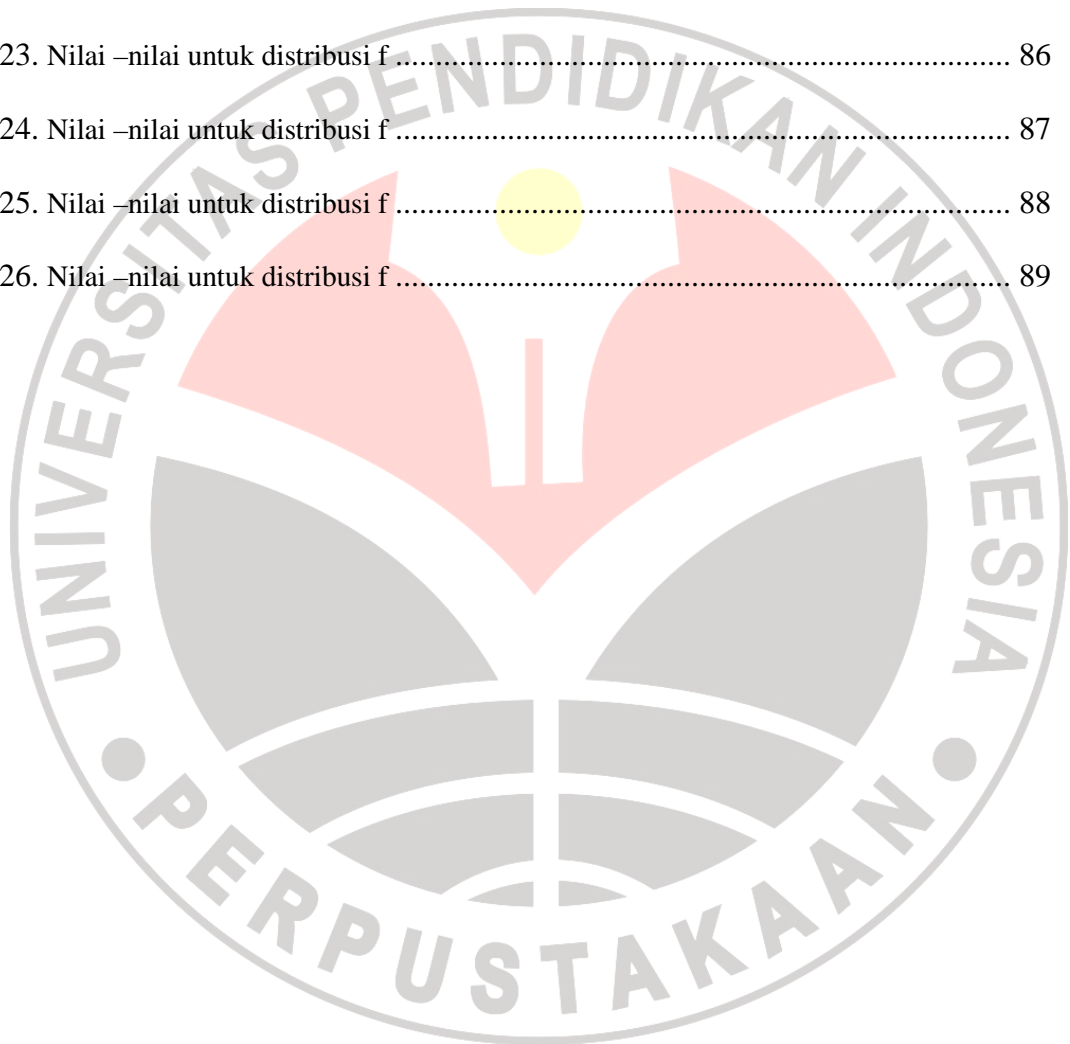 23. Nilai –nilai untuk distribusi f .................................................................................. 86
24. Nilai –nilai untuk distribusi f .................................................................................. 87
25. Nilai –nilai untuk distribusi f .................................................................................. 88
26. Nilai –nilai untuk distribusi f .................................................................................. 89
UNIVERSITAS PENDIDIKAN INDONESIA
PERPUSTAKAAN